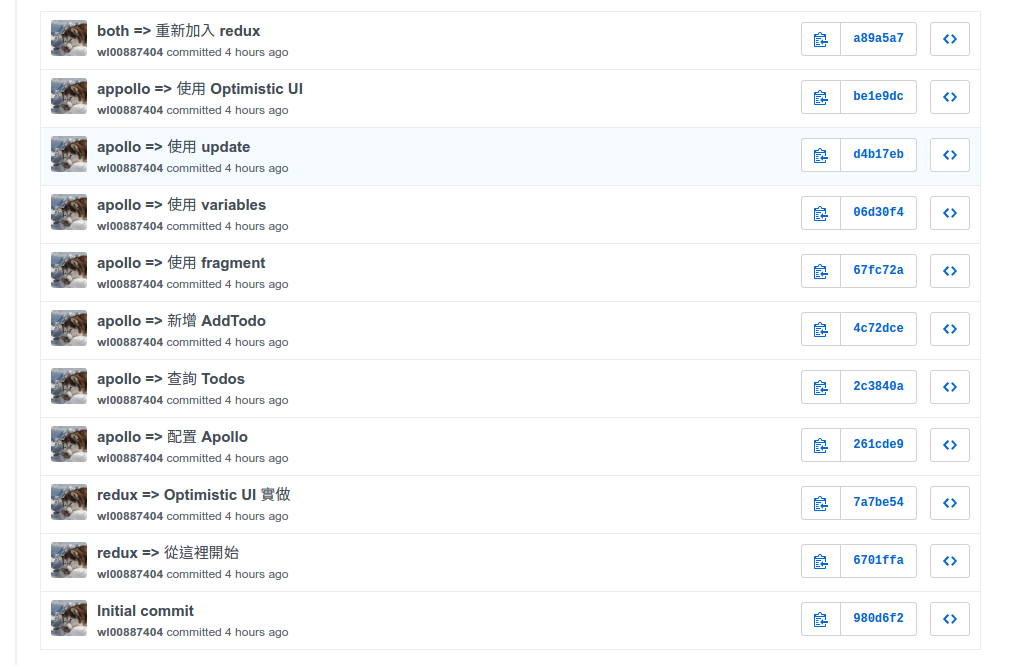 both => 重新加入 redux
a89a5a7
wl00887404 committed 4 hours ago
appollo => 使用 Optimistic UI
be1e9dc
wl00887404 committed 4 hours ago
apollo => 使用 update
d4b17eb
wl00887404 committed 4 hours ago
apollo => 使用 variables
06d30f4
wl00887404 committed 4 hours ago
apollo => 使用 fragment
67fc72a
wl00887404 committed 4 hours ago
apollo => 新增 AddTodo
4c72dce
wl00887404 committed 4 hours ago
apollo => 查詢 Todos
2c3840a
wl00887404 committed 4 hours ago
apollo => 配置 Apollo
261cde9
wl00887404 committed 4 hours ago
redux => Optimistic UI 實做
7a7be54
wl00887404 committed 4 hours ago
redux => 從這裡開始
6701ffa
wl00887404 committed 4 hours ago
Initial commit
980d6f2
wl00887404 committed 4 hours ago